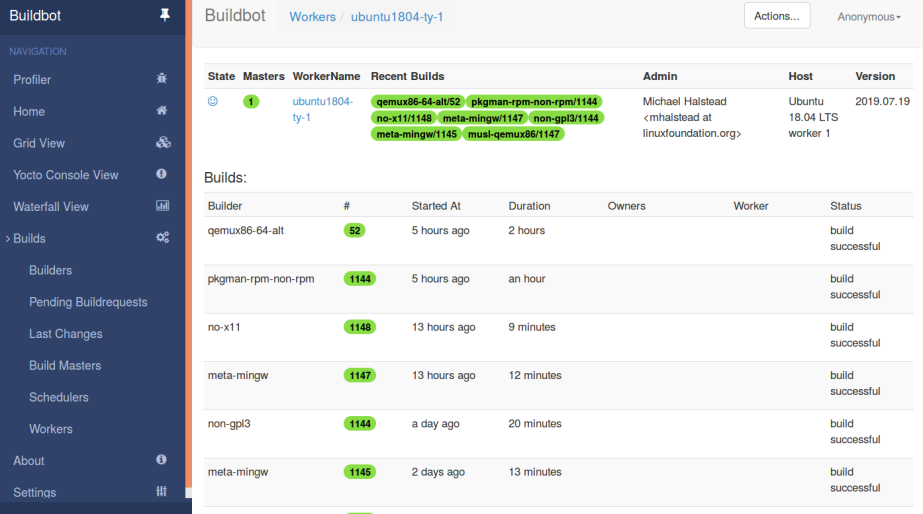 Buildbot
NAVIGATION
Profiler
Home
Grid View
Yocto Console View
Waterfall View
> Builds
Builders
Pending Buildrequests
Last Changes
Build Masters
Schedulers
Workers
About
Settings
Buildbot Workers / ubuntu1804-ty-1 Actions... Anonymous
State Masters WorkerName Recent Builds Admin Host Version
1 ubuntu1804- qemux86-64-alt/52 pkgman-rpm-non-rpm/1144 Michael Halstead Ubuntu 2019.07.19
ty-1 no-x11/1148 meta-mingw/1147 non-gpl3/1144 <mhalstead at 18.04 LTS
meta-mingw/1145 musl-qemux86/1147 linuxfoundation.org> worker 1
Builds:
Builder # Started At Duration Owners Worker Status
qemux86-64-alt 52 5 hours ago 2 hours build
successful
pkgman-rpm-non-rpm 1144 5 hours ago an hour build
successful
no-x11 1148 13 hours ago 9 minutes build
successful
meta-mingw 1147 13 hours ago 12 minutes build
successful
non-gpl3 1144 a day ago 20 minutes build
successful
meta-mingw 1145 2 days ago 13 minutes build
successful